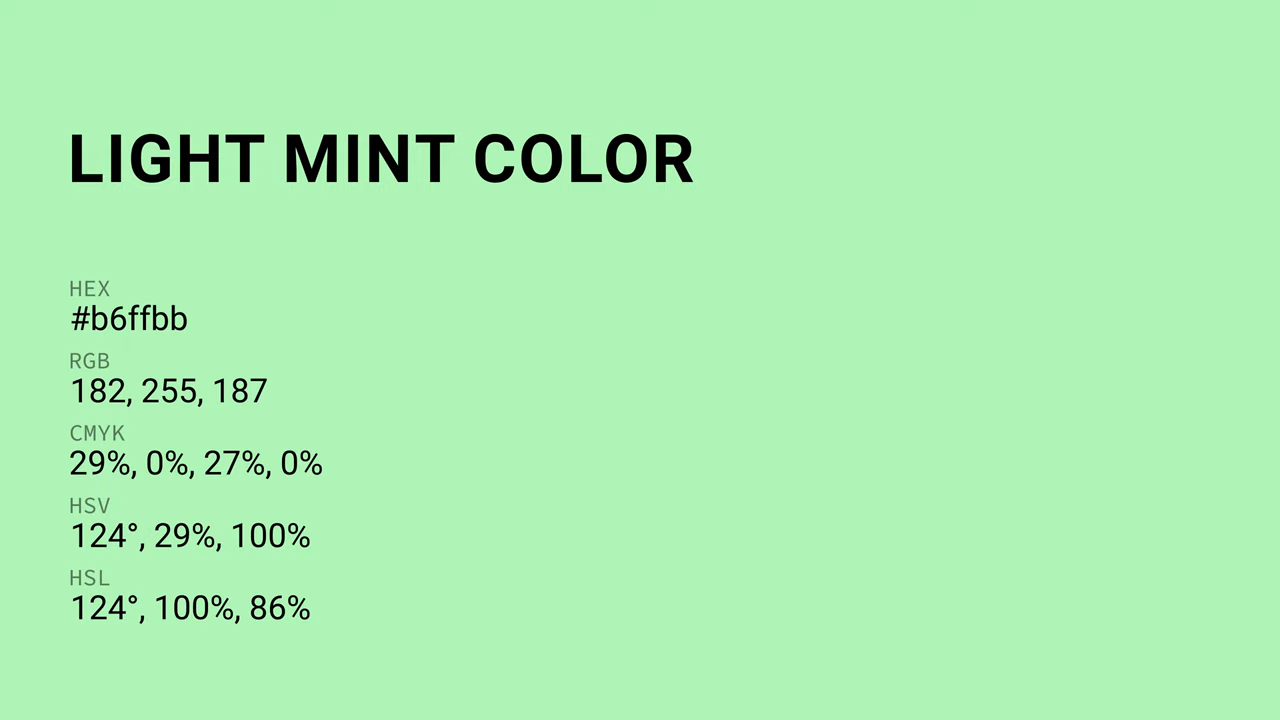 LIGHT MINT COLOR
HEX
#b6ffbb
RGB
182, 255, 187
CMYK
29%, 0%, 27%, 0%
HSV
124°, 29%, 100%
HSL
124°, 100%, 86%